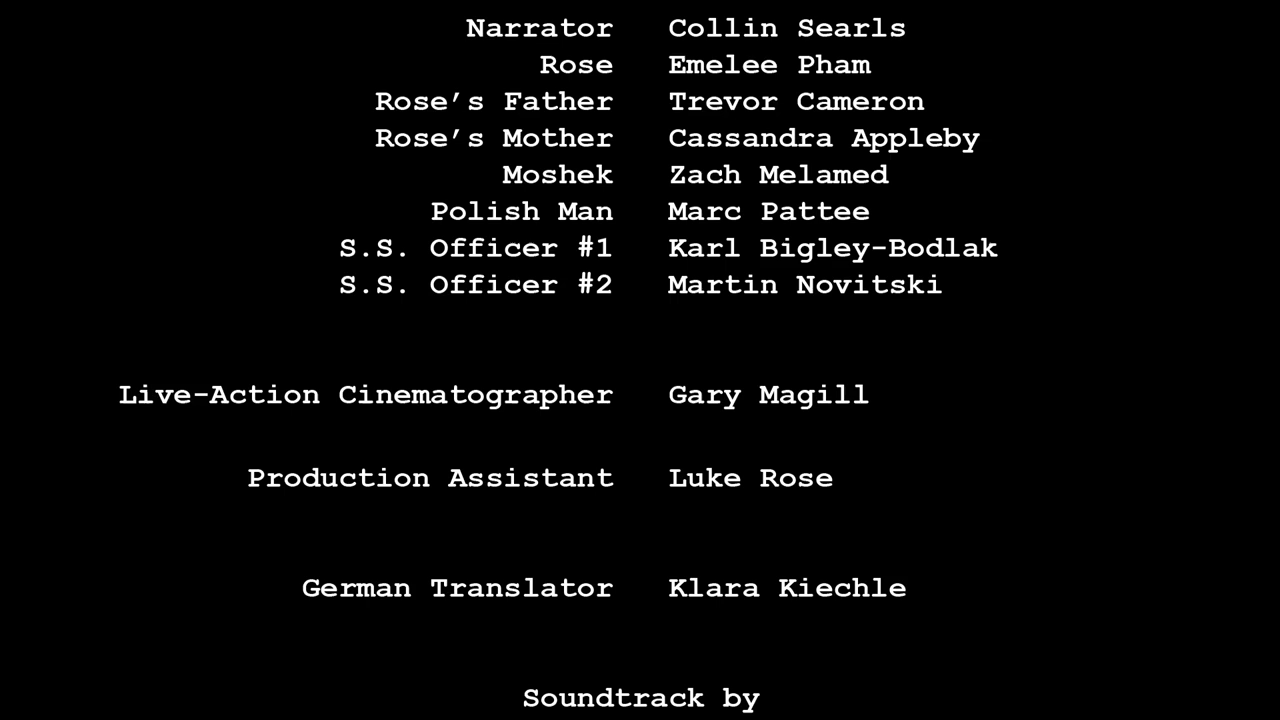 Narrator Collin Searls
Rose Emelee Pham
Rose’s Father Trevor Cameron
Rose’s Mother Cassandra Appleby
Moshek Zach Melamed
Polish Man Marc Pattee
S.S. Officer #1 Karl Bigley-Bodlak
S.S. Officer #2 Martin Novitski
Live-Action Cinematographer Gary Magill
Production Assistant Luke Rose
German Translator Klara Kiechle
Soundtrack by